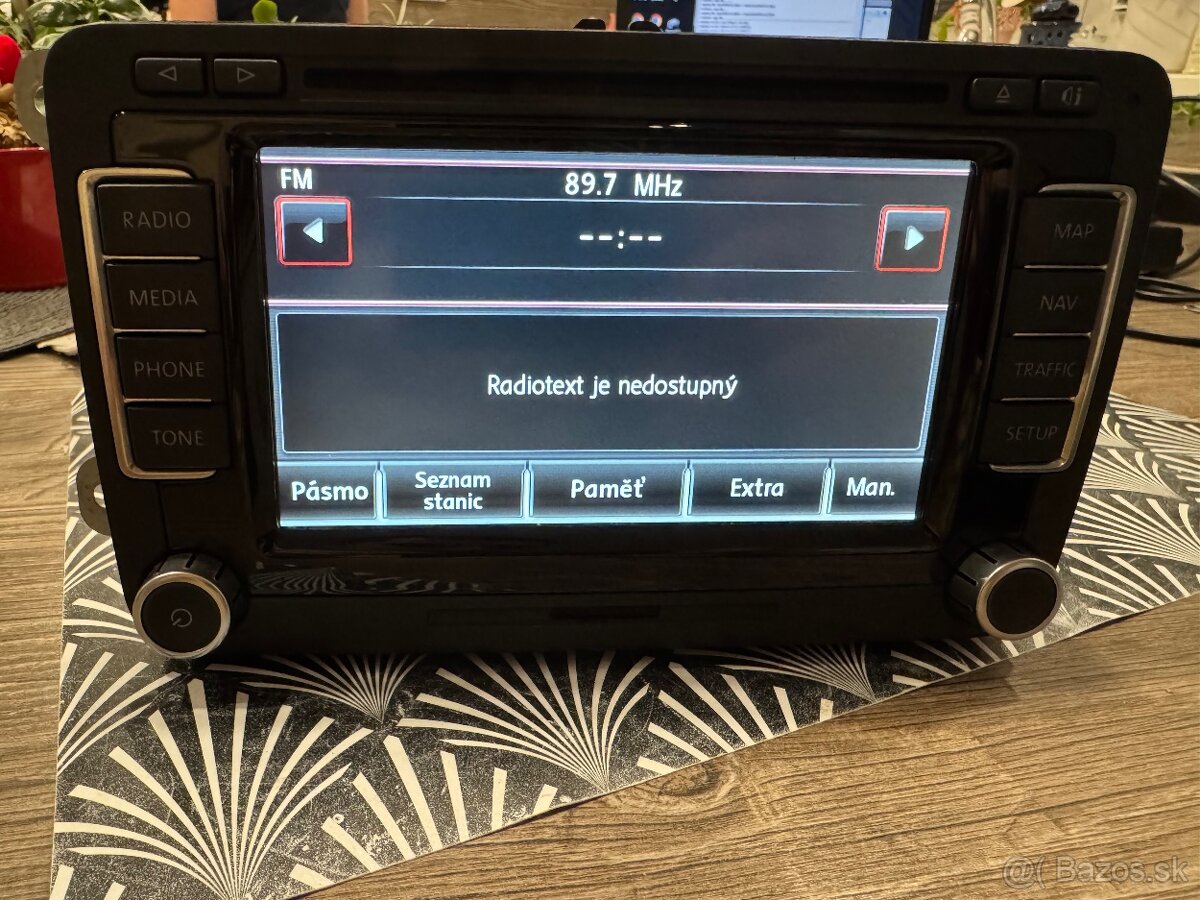 FM
89.7 MHz
--:--
Radiotext je nedostupný
Pásmo
Seznam
stanic
Paměť
Extra
Man.
RADIO
MEDIA
PHONE
TONE
MAP
NAV
TRAFFIC
SETUP
@( Bazos.sk